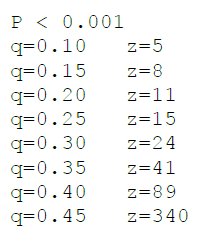 P < 0.001
q=0.10 z=5
q=0.15 z=8
q=0.20 z=11
q=0.25 z=15
q=0.30 z=24
q=0.35 z=41
q=0.40 z=89
q=0.45 z=340